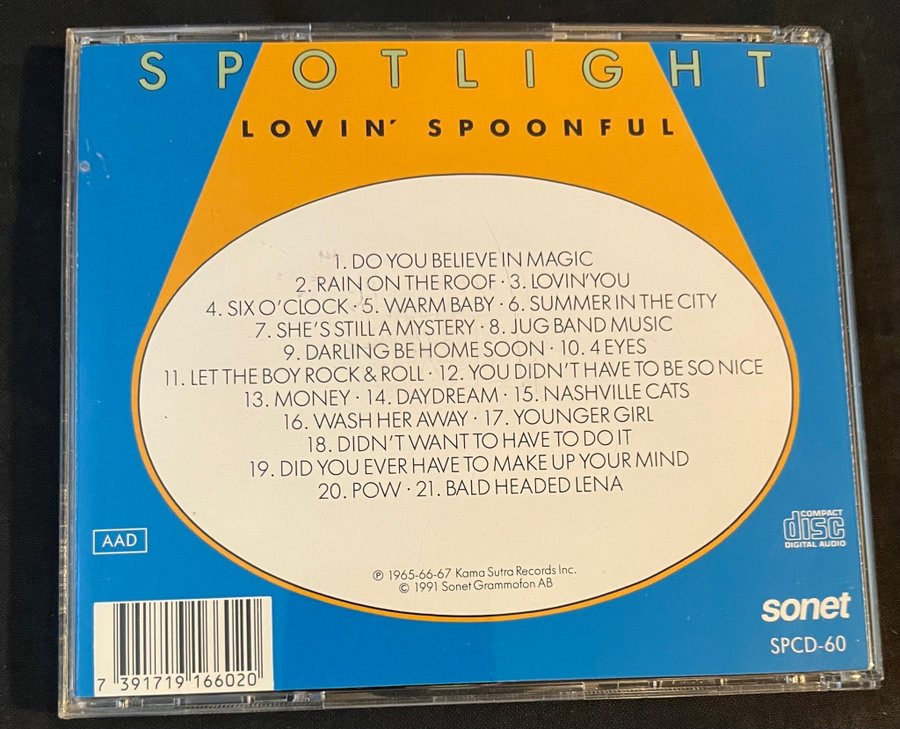 SPOTLIGHT
LOVIN' SPOONFUL
1. DO YOU BELIEVE IN MAGIC
2. RAIN ON THE ROOF · 3. LOVIN'YOU
4. SIX O'CLOCK · 5. WARM BABY · 6. SUMMER IN THE CITY
7. SHE'S STILL A MYSTERY · 8. JUG BAND MUSIC
9. DARLING BE HOME SOON · 10. 4 EYES
11. LET THE BOY ROCK & ROLL · 12. YOU DIDN'T HAVE TO BE SO NICE
13. MONEY · 14. DAYDREAM · 15. NASHVILLE CATS
16. WASH HER AWAY · 17. YOUNGER GIRL
18. DIDN'T WANT TO HAVE TO DO IT
19. DID YOU EVER HAVE TO MAKE UP YOUR MIND
20. POW · 21. BALD HEADED LENA
AAD
COMPACT
disc
DIGITAL AUDIO
℗ 1965-66-67 Kama Sutra Records Inc.
© 1991 Sonet Grammofon AB
sonet
SPCD-60
7 391719 166020